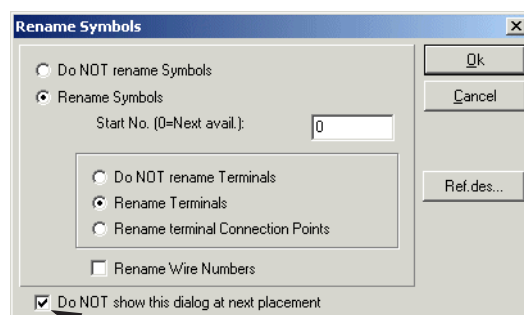 Rename Symbols
Ok
Do NOT rename Symbols
Rename Symbols
Cancel
Start No. (0=Next avail.): 0
Do NOT rename Terminals
Ref.des...
Rename Terminals
Rename terminal Connection Points
Rename Wire Numbers
Do NOT show this dialog at next placement